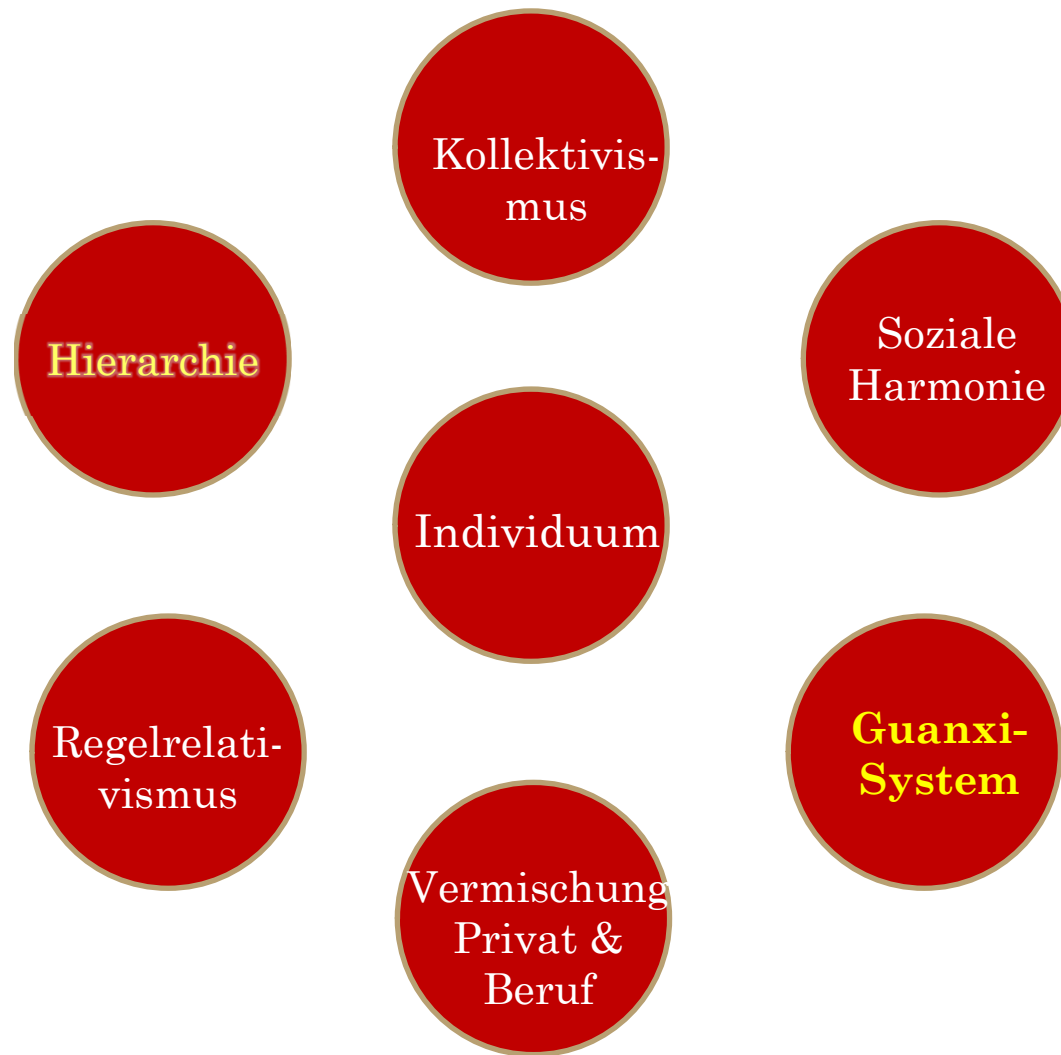 Kollektivis-
mus
Hierarchie
Soziale
Harmonie
Individuum
Regelrelati-
vismus
Guanxi-
System
Vermischung
Privat &
Beruf